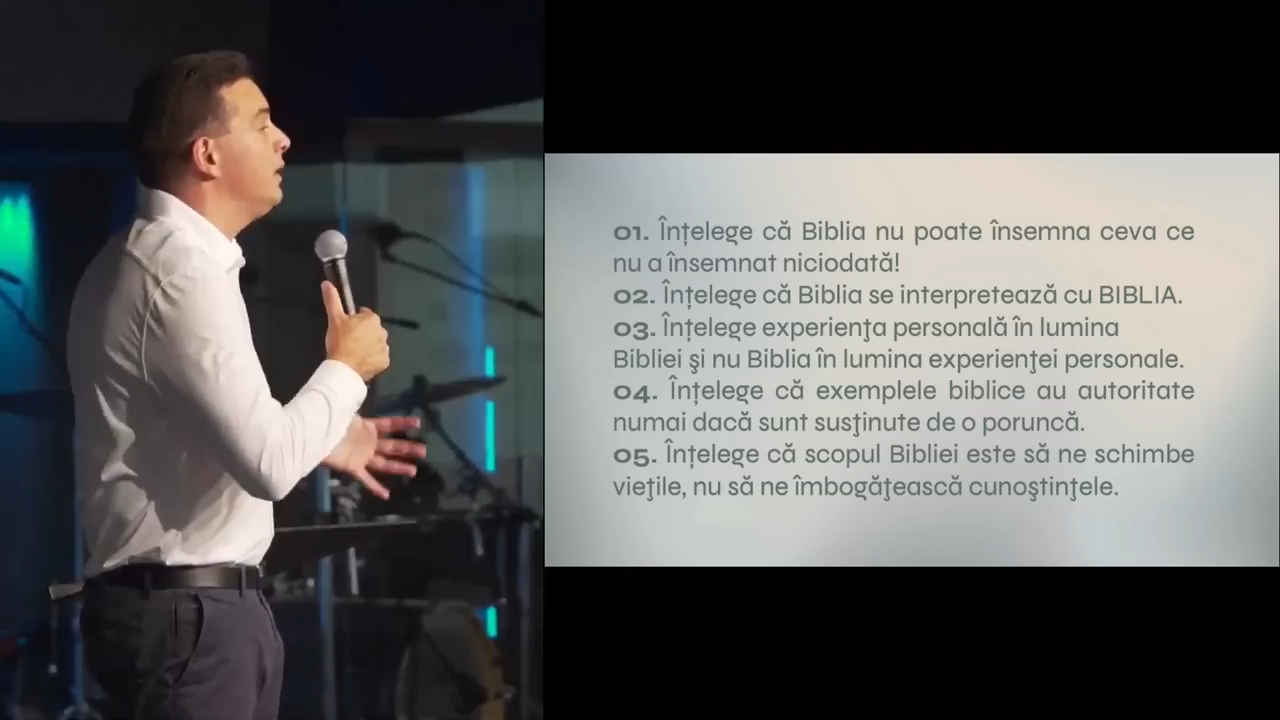 01. Înțelege că Biblia nu poate însemna ceva ce
nu a însemnat niciodată!
02. Înțelege că Biblia se interpretează cu BIBLIA.
03. Înțelege experiența personală în lumina
Bibliei şi nu Biblia în lumina experienţei personale.
04. Înțelege că exemplele biblice au autoritate
numai dacă sunt susţinute de o poruncă.
05. Înțelege că scopul Bibliei este să ne schimbe
vieţile, nu să ne îmbogăţească cunoştinţele.